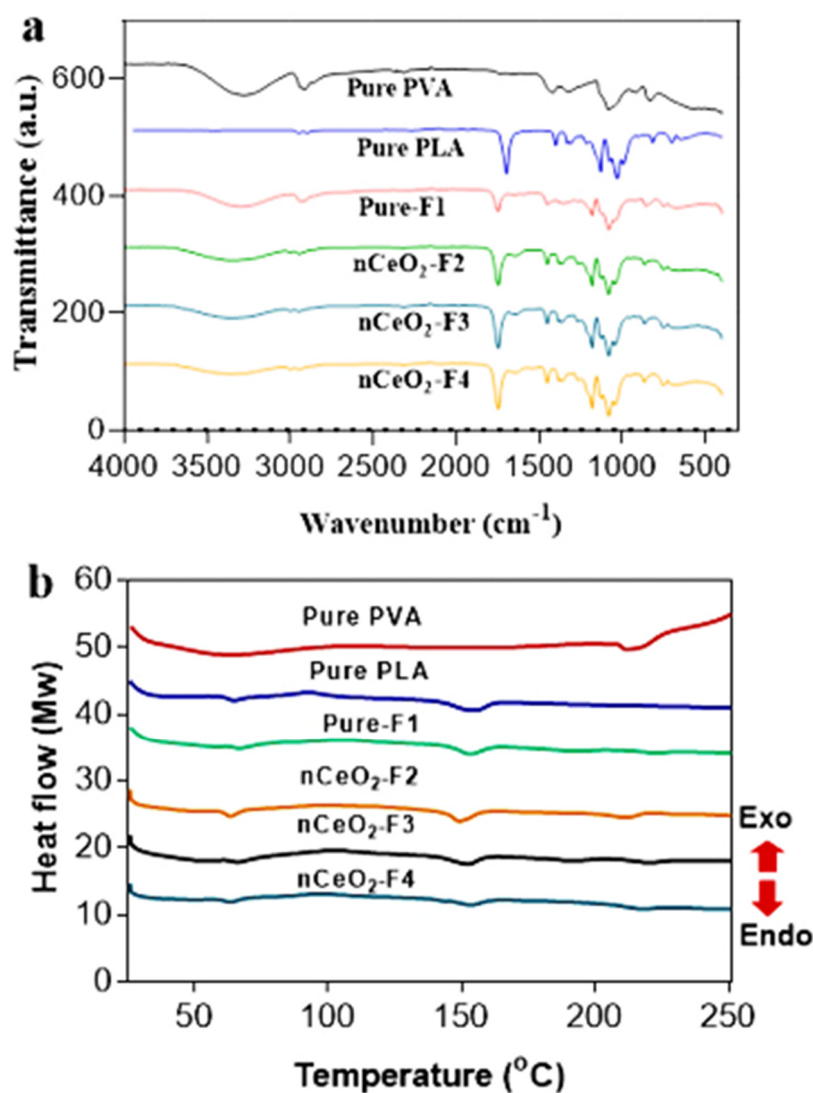 a
600
400
200
0
Transmittance (a.u.)
Pure PVA
Pure PLA
Pure-F1
nCeO₂-F2
nCeO₂-F3
nCeO₂-F4
4000 3500 3000 2500 2000 1500 1000 500
Wavenumber (cm⁻¹)
b
60
50
40
30
20
10
0
Heat flow (Mw)
Pure PVA
Pure PLA
Pure-F1
nCeO₂-F2
nCeO₂-F3
nCeO₂-F4
Exo
Endo
50 100 150 200 250
Temperature (°C)